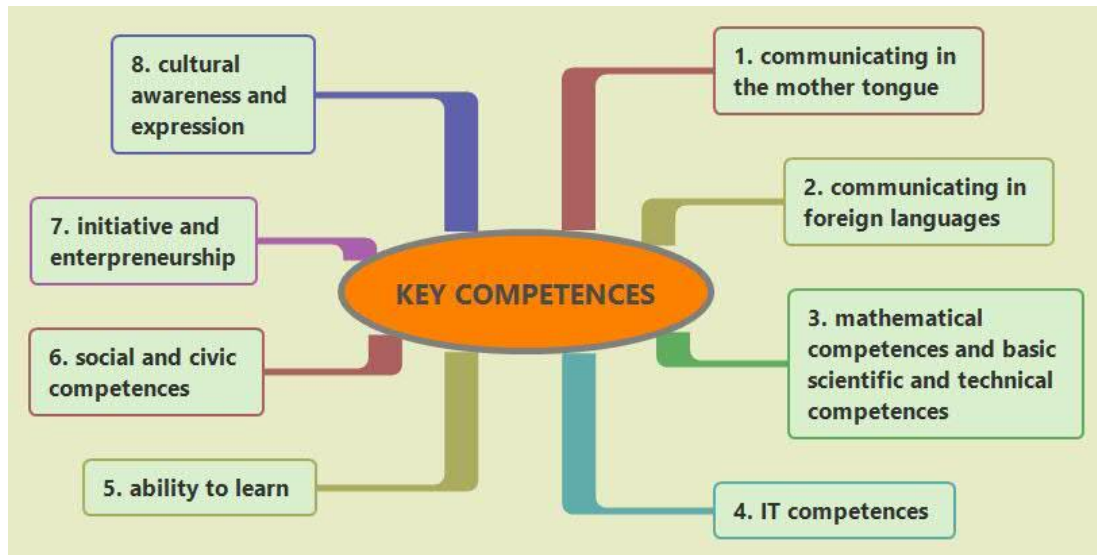 KEY COMPETENCES
1. communicating in
the mother tongue
2. communicating in
foreign languages
3. mathematical
competences and basic
scientific and technical
competences
4. IT competences
5. ability to learn
6. social and civic
competences
7. initiative and
enterpreneurship
8. cultural
awareness and
expression